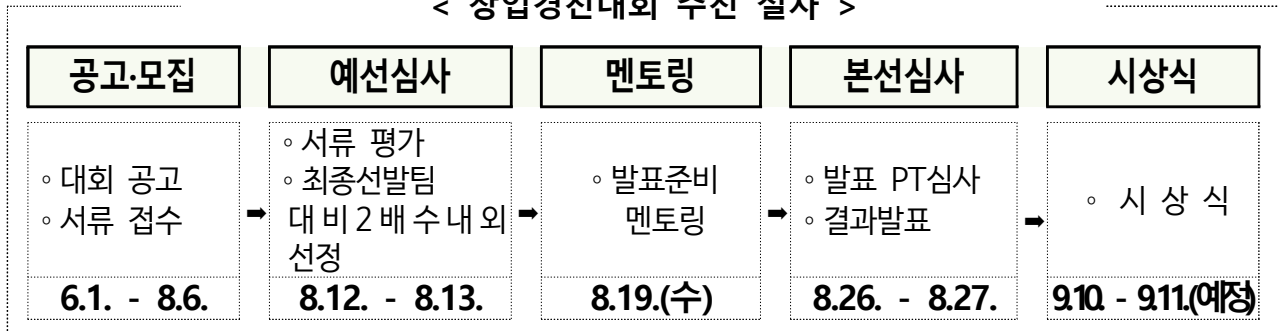 < 창업경진대회 추진 절차 >
공고·모집
예선심사
멘토링
본선심사
시상식
◦대회 공고
◦서류 접수
➡
◦서류 평가
◦최종선발팀
대비2배수내외
선정
➡
◦발표준비
멘토링
➡
◦발표 PT심사
◦결과발표
➡
◦ 시 상 식
6.1. - 8.6.
8.12. - 8.13.
8.19.(수)
8.26. - 8.27.
9.10. - 9.11.(예정)